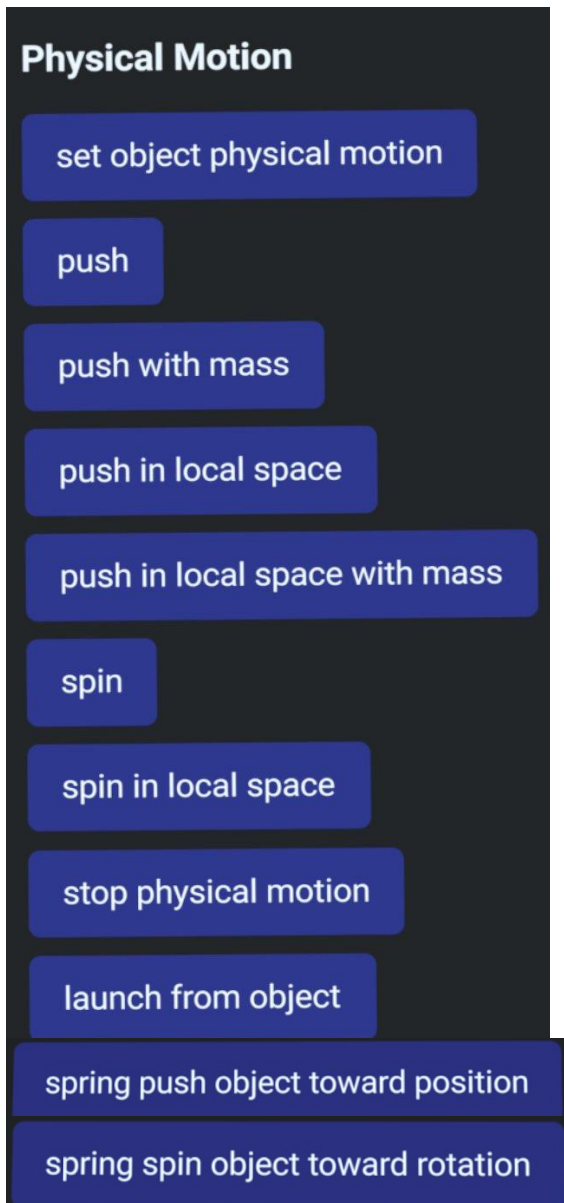 Physical Motion
set object physical motion
push
push with mass
push in local space
push in local space with mass
spin
spin in local space
stop physical motion
launch from object
spring push object toward position
spring spin object toward rotation